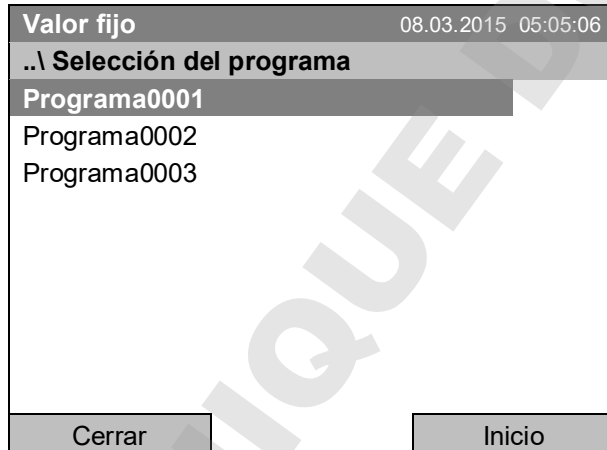 Valor fijo 08.03.2015 05:05:06
..\ Selección del programa
Programa0001
Programa0002
Programa0003
Cerrar Inicio